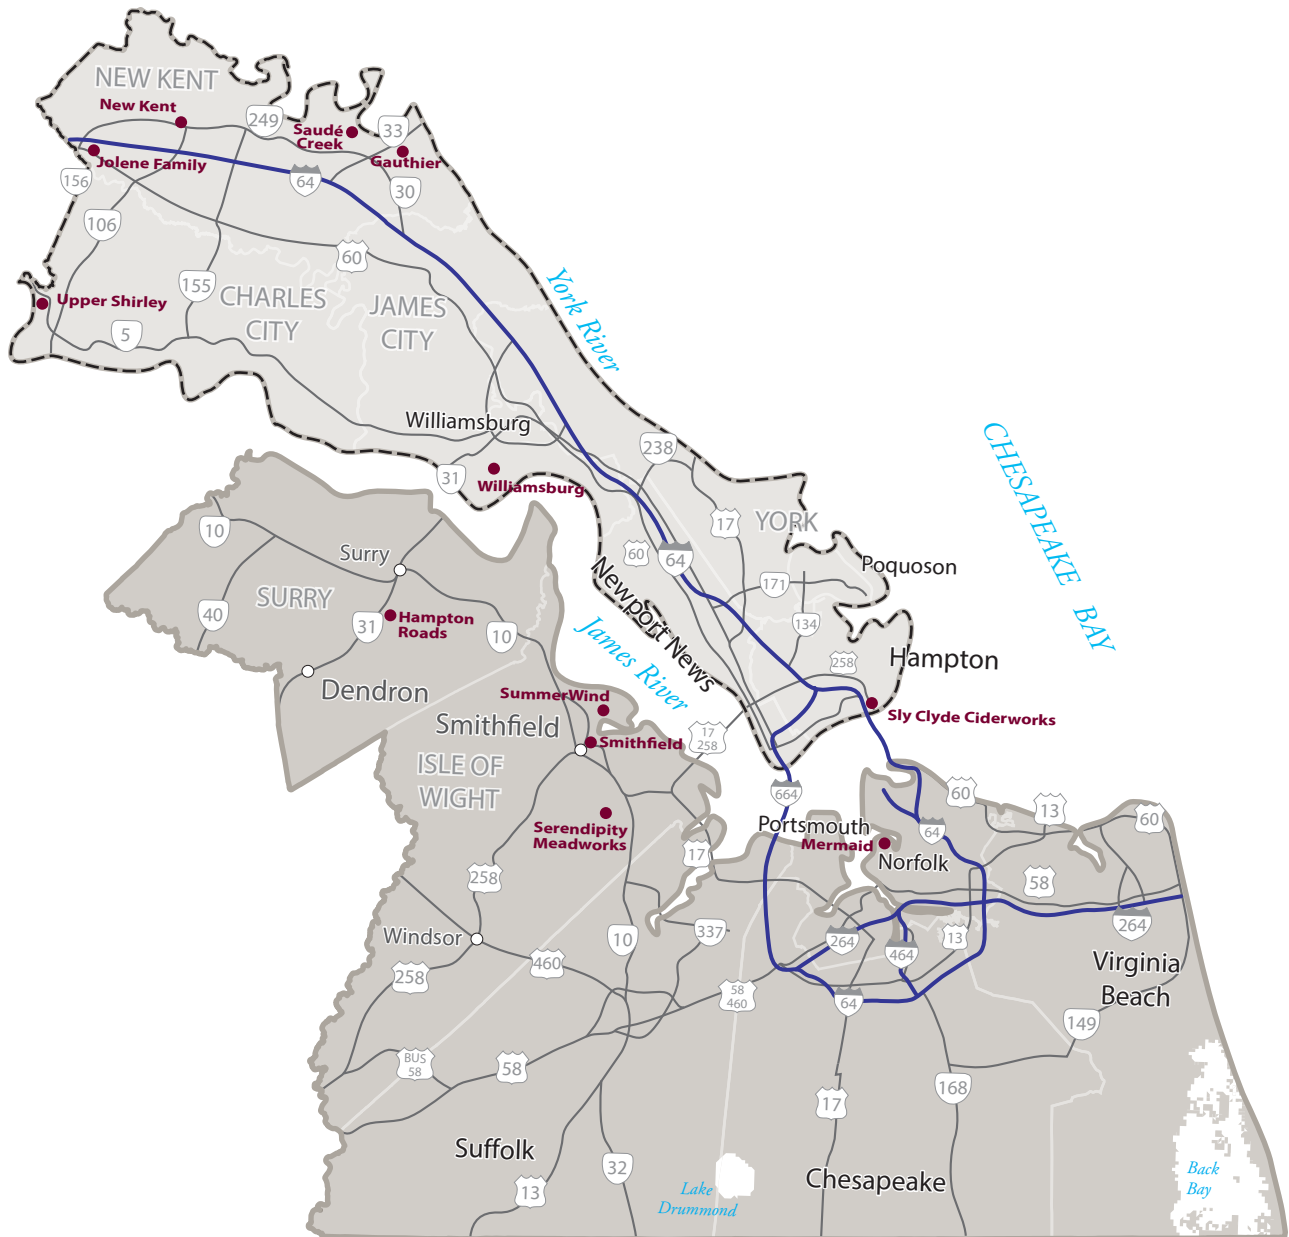 NEW KENT
New Kent
249
Saudé
Creek
33
Gauthier
Jolene Family
156
64
30
106
60
155
CHARLES
CITY
JAMES
CITY
Upper Shirley
5
York River
Williamsburg
238
31
Williamsburg
CHESAPEAKE BAY
10
17
YORK
Surry
60
64
Poquoson
171
SURRY
40
Hampton
Roads
31
10
Newport News
134
James River
258
Hampton
Dendron
SummerWind
Sly Clyde Ciderworks
Smithfield
Smithfield
17
258
ISLE OF
WIGHT
664
60
13
60
Serendipity
Meadworks
Portsmouth
Mermaid
64
Norfolk
17
258
58
Windsor
10
337
264
464
13
264
258
460
58
460
64
Virginia
Beach
149
BUS
58
58
17
168
Suffolk
32
13
Lake
Drummond
Chesapeake
Back
Bay